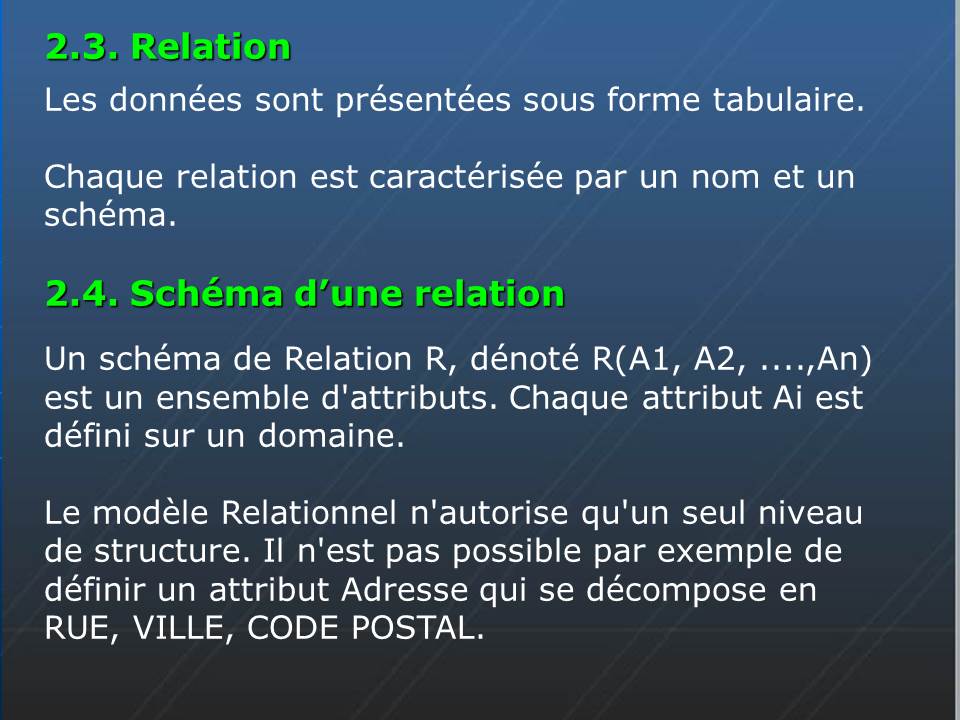 2.3. Relation
Les données sont présentées sous forme tabulaire.
Chaque relation est caractérisée par un nom et un
schéma.
2.4. Schéma d’une relation
Un schéma de Relation R, dénoté R(A1, A2, ....,An)
est un ensemble d'attributs. Chaque attribut Ai est
défini sur un domaine.
Le modèle Relationnel n'autorise qu'un seul niveau
de structure. Il n'est pas possible par exemple de
définir un attribut Adresse qui se décompose en
RUE, VILLE, CODE POSTAL.